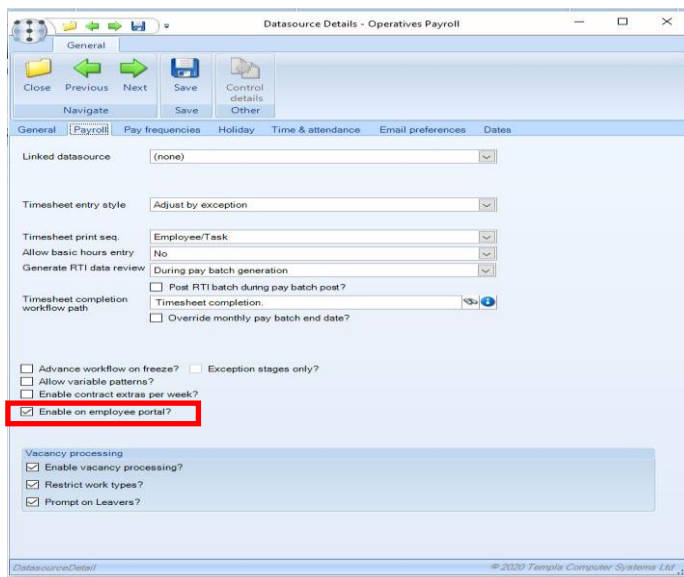 Datasource Details - Operatives Payroll
General
Close Previous Next Save Control details
Navigate Save Other
General Payroll Pay frequencies Holiday Time & attendance Email preferences Dates
Linked datasource (none)
Timesheet entry style Adjust by exception
Timesheet print seq. Employee/Task
Allow basic hours entry No
Generate RTI data review During pay batch generation
Post RTI batch during pay batch post?
Timesheet completion workflow path Timesheet completion.
Override monthly pay batch end date?
Advance workflow on freeze? Exception stages only?
Allow variable patterns?
Enable contract extras per week?
Enable on employee portal?
Vacancy processing
Enable vacancy processing?
Restrict work types?
Prompt on Leavers?
DatasourceDetail © 2020 Templa Computer Systems Ltd